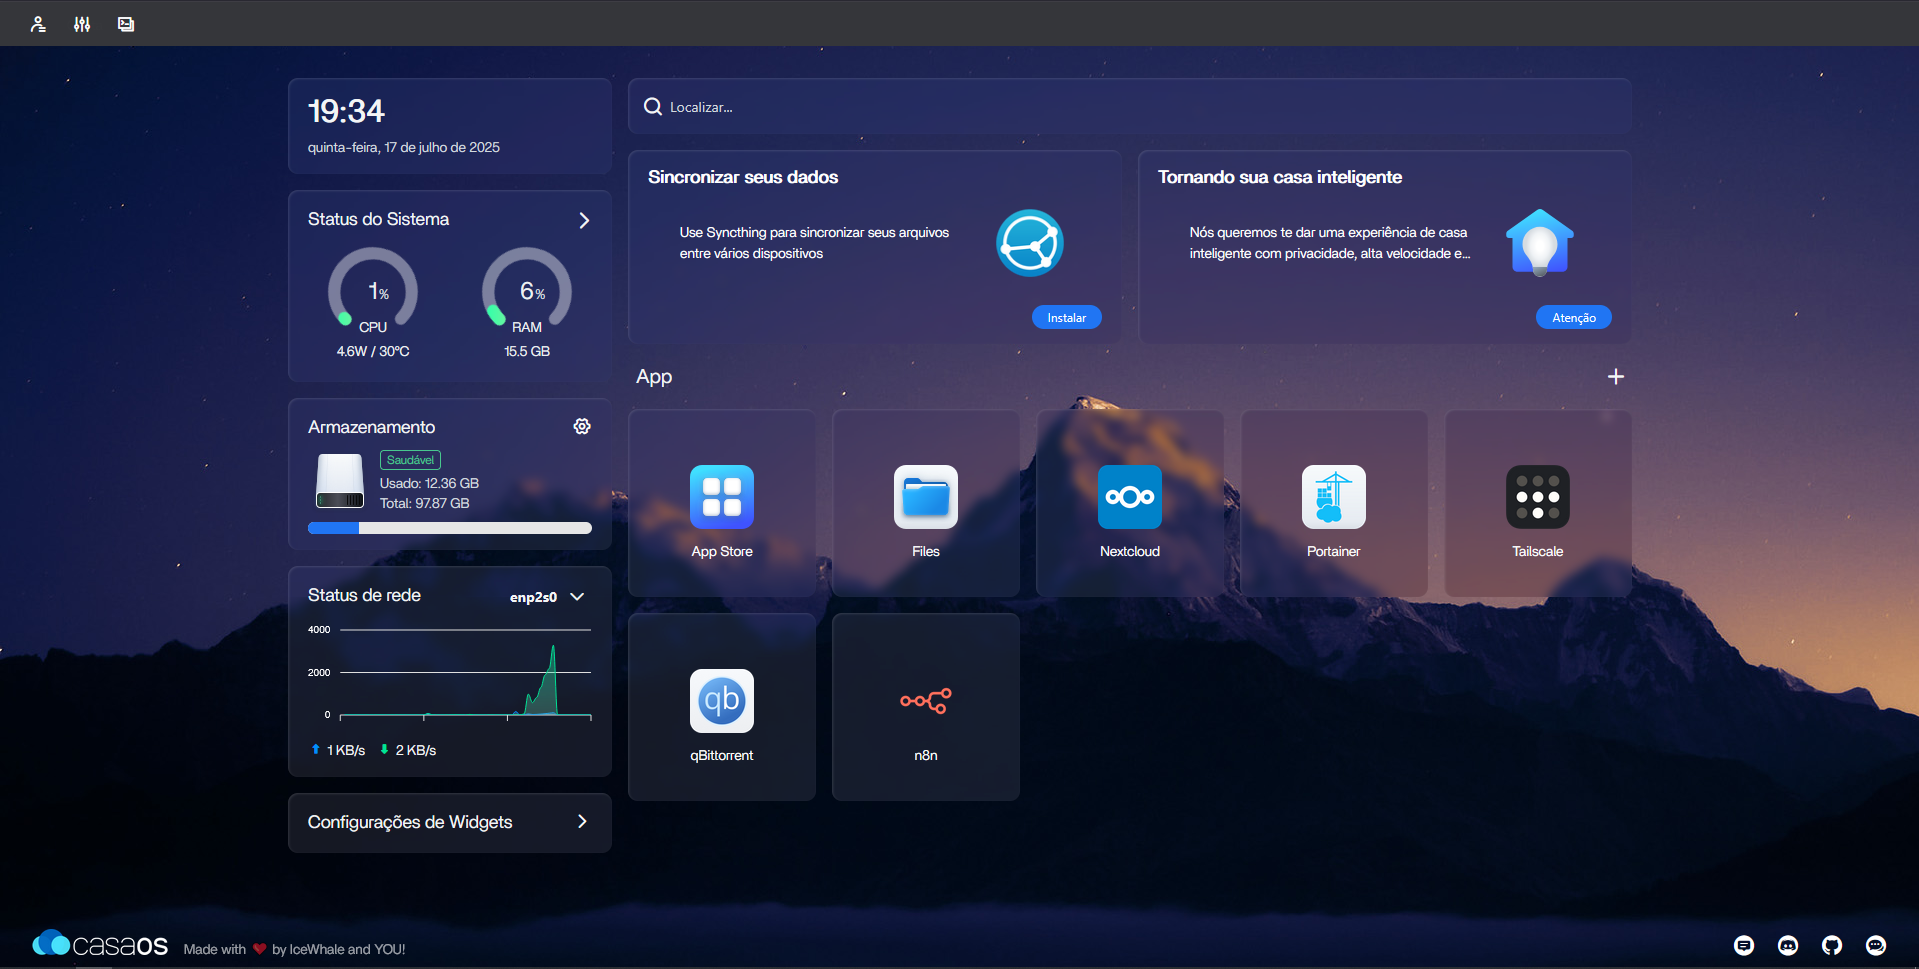 19:34
quinta-feira, 17 de julho de 2025
Status do Sistema
1%
CPU
4.6W / 30°C
6%
RAM
15.5 GB
Armazenamento
Saudável
Usado: 12.36 GB
Total: 97.87 GB
Status de rede
enp2s0
4000
2000
0
1 KB/s
2 KB/s
Configurações de Widgets
Localizar...
Sincronizar seus dados
Use Syncthing para sincronizar seus arquivos
entre vários dispositivos
Instalar
Tornando sua casa inteligente
Nós queremos te dar uma experiência de casa
inteligente com privacidade, alta velocidade e...
Atenção
App
App Store
Files
Nextcloud
Portainer
Tailscale
qb
qBittorrent
n8n
casaOS
Made with ❤ by IceWhale and YOU!